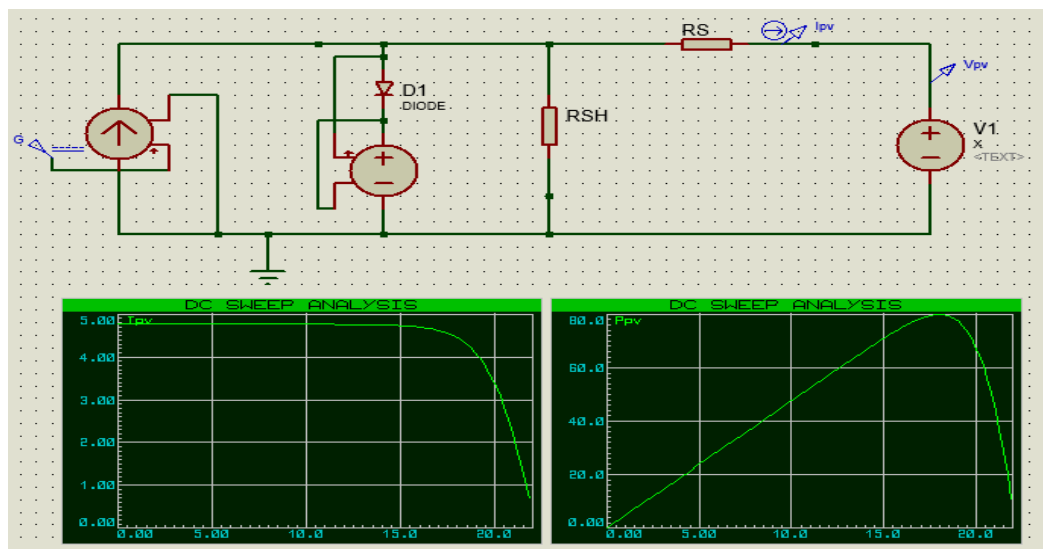 RS
Ipv
Vpv
D1
DIODE
RSH
V1
X
<TEXT>
G
DC SWEEP ANALYSIS
Ipv
5.00
4.00
3.00
2.00
1.00
0.00
0.00 5.00 10.0 15.0 20.0
DC SWEEP ANALYSIS
Ppv
80.0
60.0
40.0
20.0
0.00
0.00 5.00 10.0 15.0 20.0